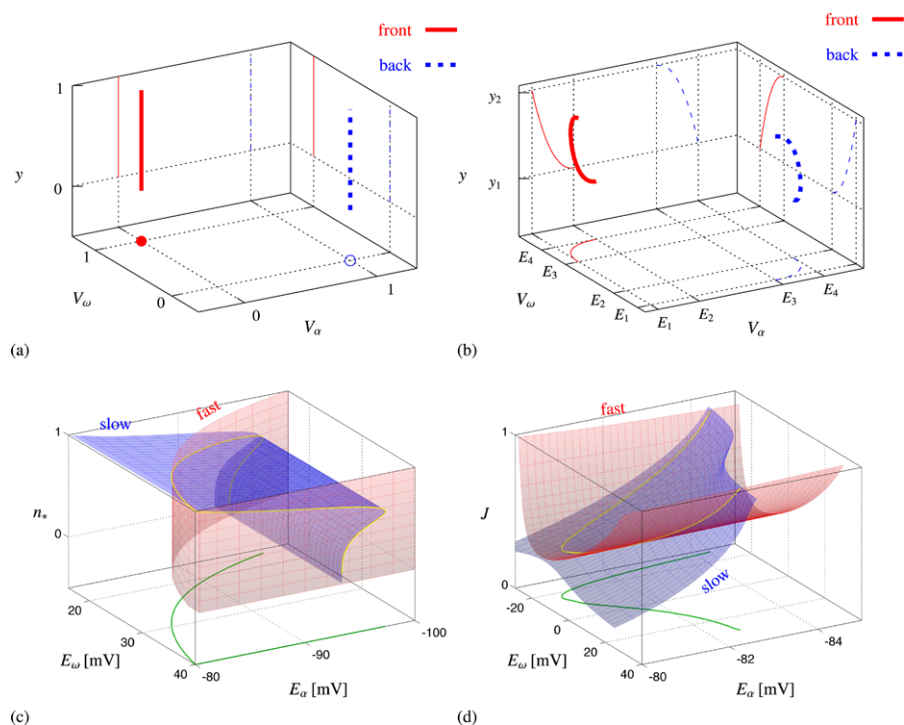 front
back
1
y
0
1
V_ω
0
0
V_α
1
(a)
front
back
y_2
y
y_1
E_4
E_3
V_ω
E_2
E_1
E_1
E_2
V_α
E_3
E_4
(b)
slow
fast
1
n_*
0
20
30
E_ω [mV]
40
-80
-90
E_α [mV]
-100
(c)
fast
1
J
slow
0
-20
0
E_ω [mV]
20
40
-80
-82
E_α [mV]
-84
(d)